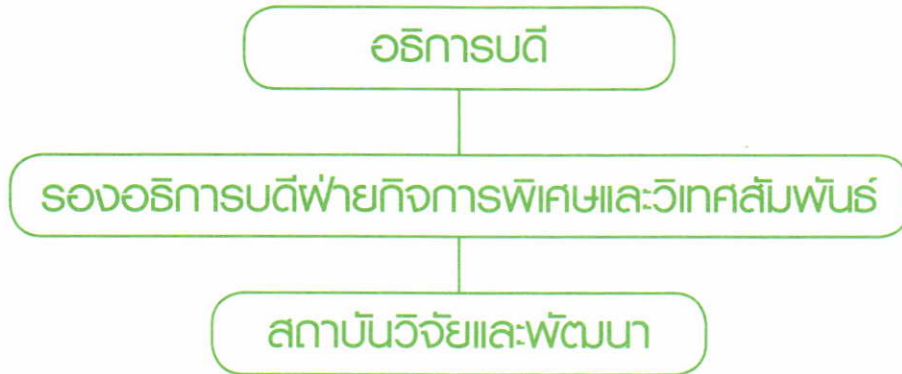 อธิการบดี
รองอธิการบดีฝ่ายกิจการพิเศษและวิเทศสัมพันธ์
สถาบันวิจัยและพัฒนา